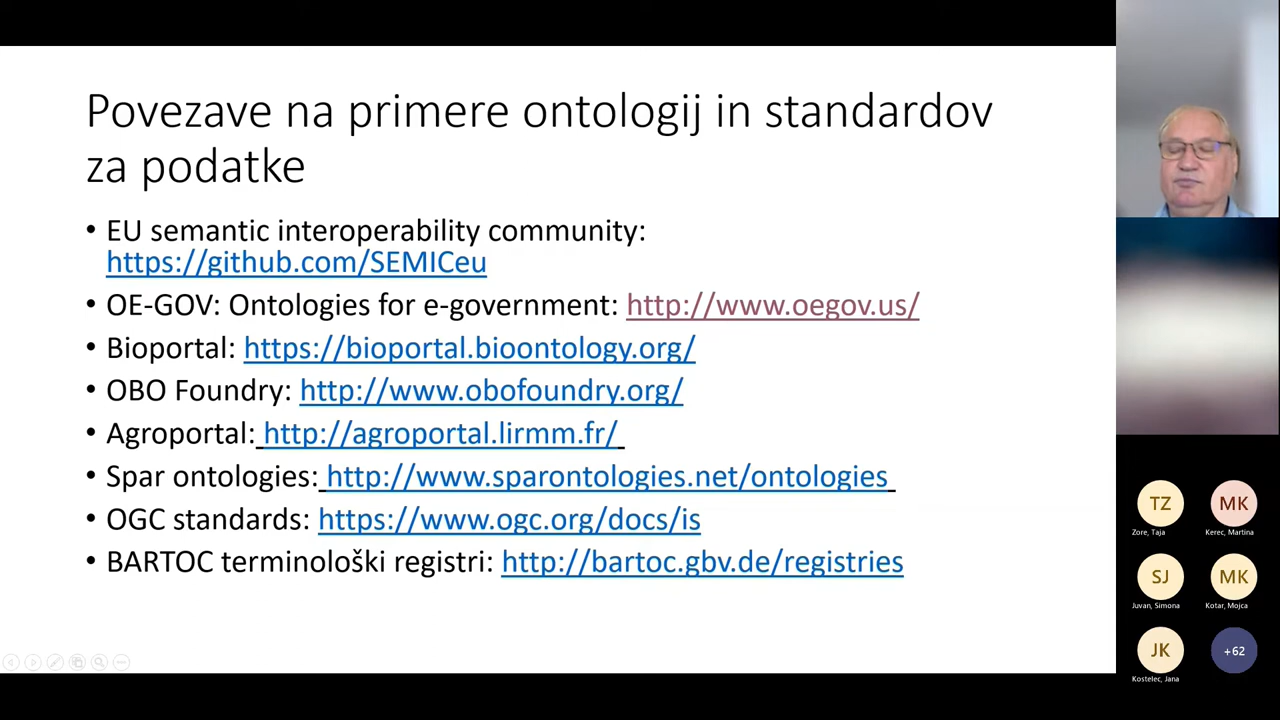 Povezave na primere ontologij in standardov
za podatke
• EU semantic interoperability community:
https://github.com/SEMICeu
• OE-GOV: Ontologies for e-government: http://www.oegov.us/
• Bioportal: https://bioportal.bioontology.org/
• OBO Foundry: http://www.obofoundry.org/
• Agroportal: http://agroportal.lirmm.fr/
• Spar ontologies: http://www.sparontologies.net/ontologies
• OGC standards: https://www.ogc.org/docs/is
• BARTOC terminološki registri: http://bartoc.gbv.de/registries
TZ
Zore, Taja
MK
Kerec, Martina
SJ
Juvan, Simona
MK
Kotar, Mojca
JK
Kostelec, Jana
+62